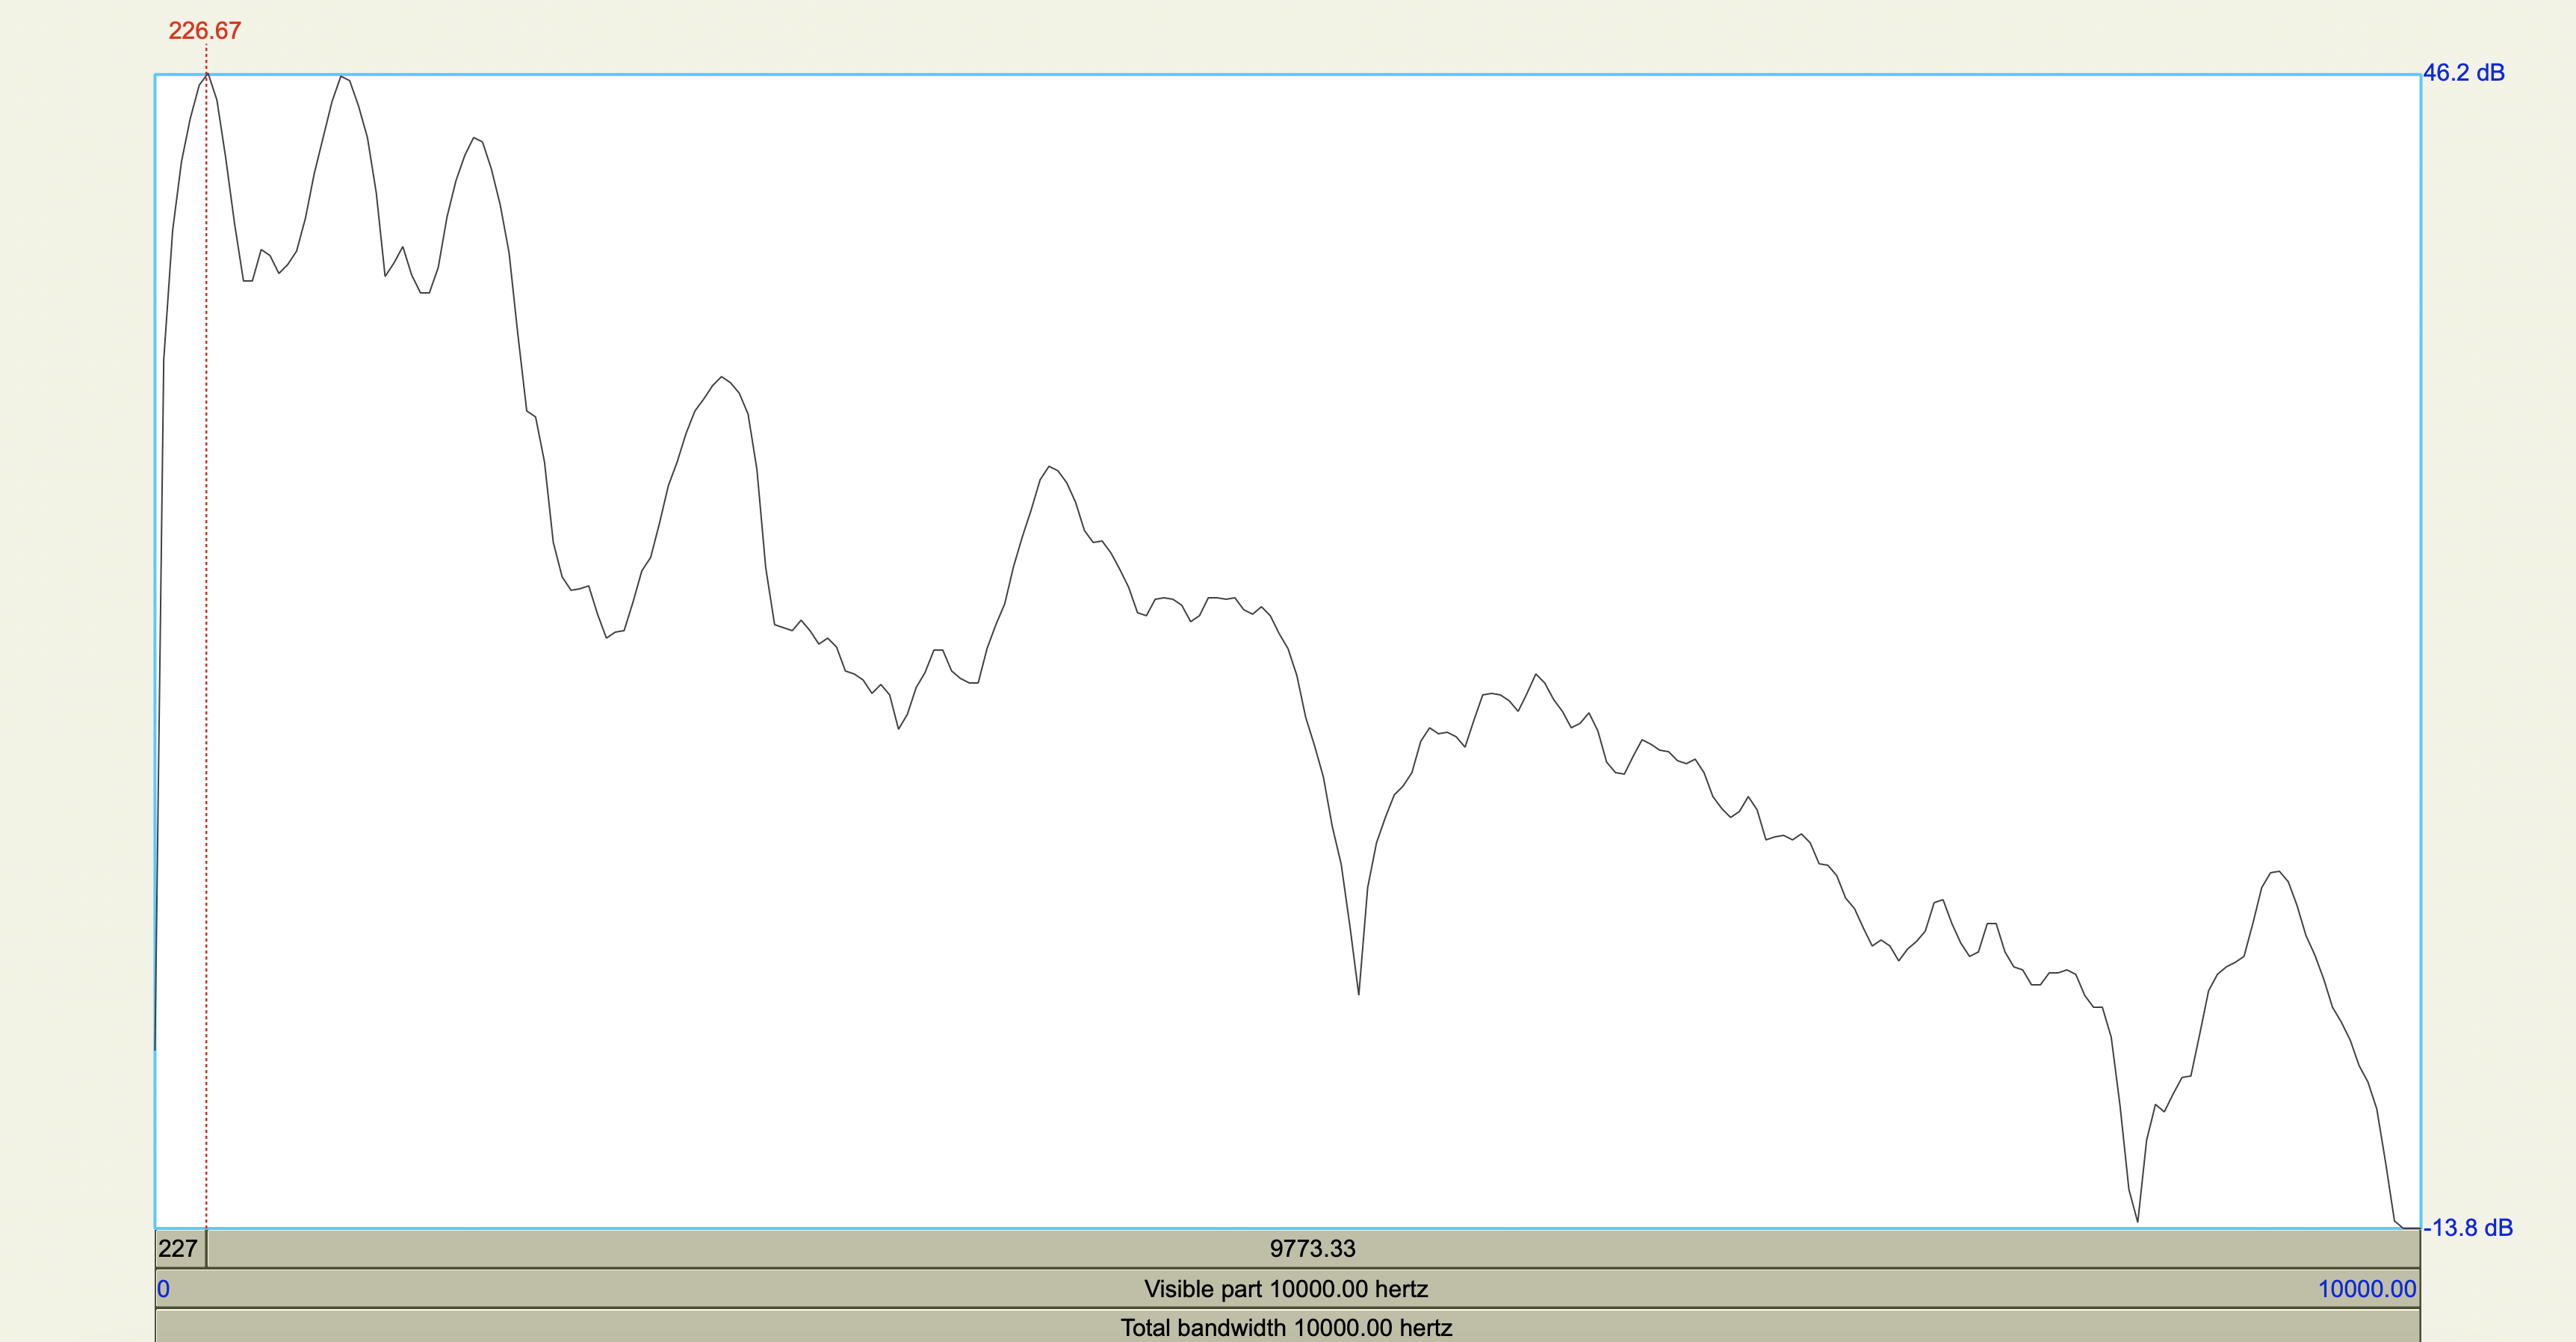 226.67
46.2 dB
-13.8 dB
227 9773.33
0 Visible part 10000.00 hertz 10000.00
Total bandwidth 10000.00 hertz